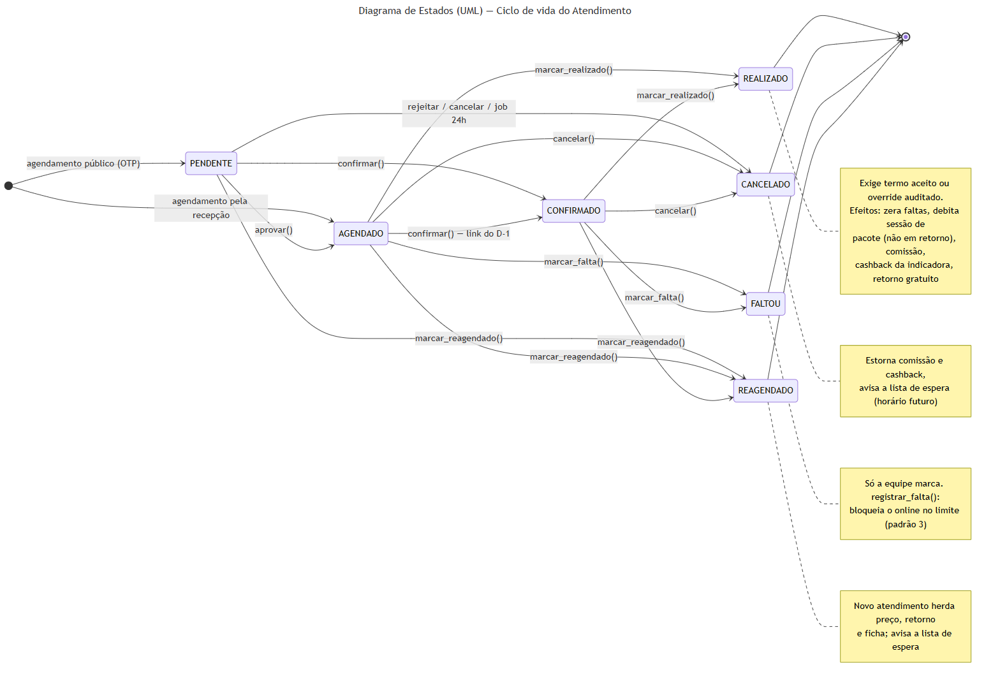 Diagrama de Estados (UML) — Ciclo de vida do Atendimento
marcar_realizado()
REALIZADO
marcar_realizado()
rejeitar / cancelar / job
24h
cancelar()
agendamento público (OTP)
PENDENTE
confirmar()
CANCELADO
Exige termo aceito ou
override auditado.
Efeitos: zera faltas, debita
sessão de
pacote (não em retorno),
comissão,
cashback da indicadora,
retorno gratuito
agendamento pela
recepção
CONFIRMADO
cancelar()
aprovar()
AGENDADO
confirmar() — link do D-1
marcar_falta()
marcar_falta()
FALTOU
marcar_reagendado()
marcar_reagendado()
marcar_reagendado()
REAGENDADO
Estorna comissão e
cashback,
avisa a lista de espera
(horário futuro)
Só a equipe marca.
registrar_falta():
bloqueia o online no limite
(padrão 3)
Novo atendimento herda
preço, retorno
e ficha; avisa a lista de
espera